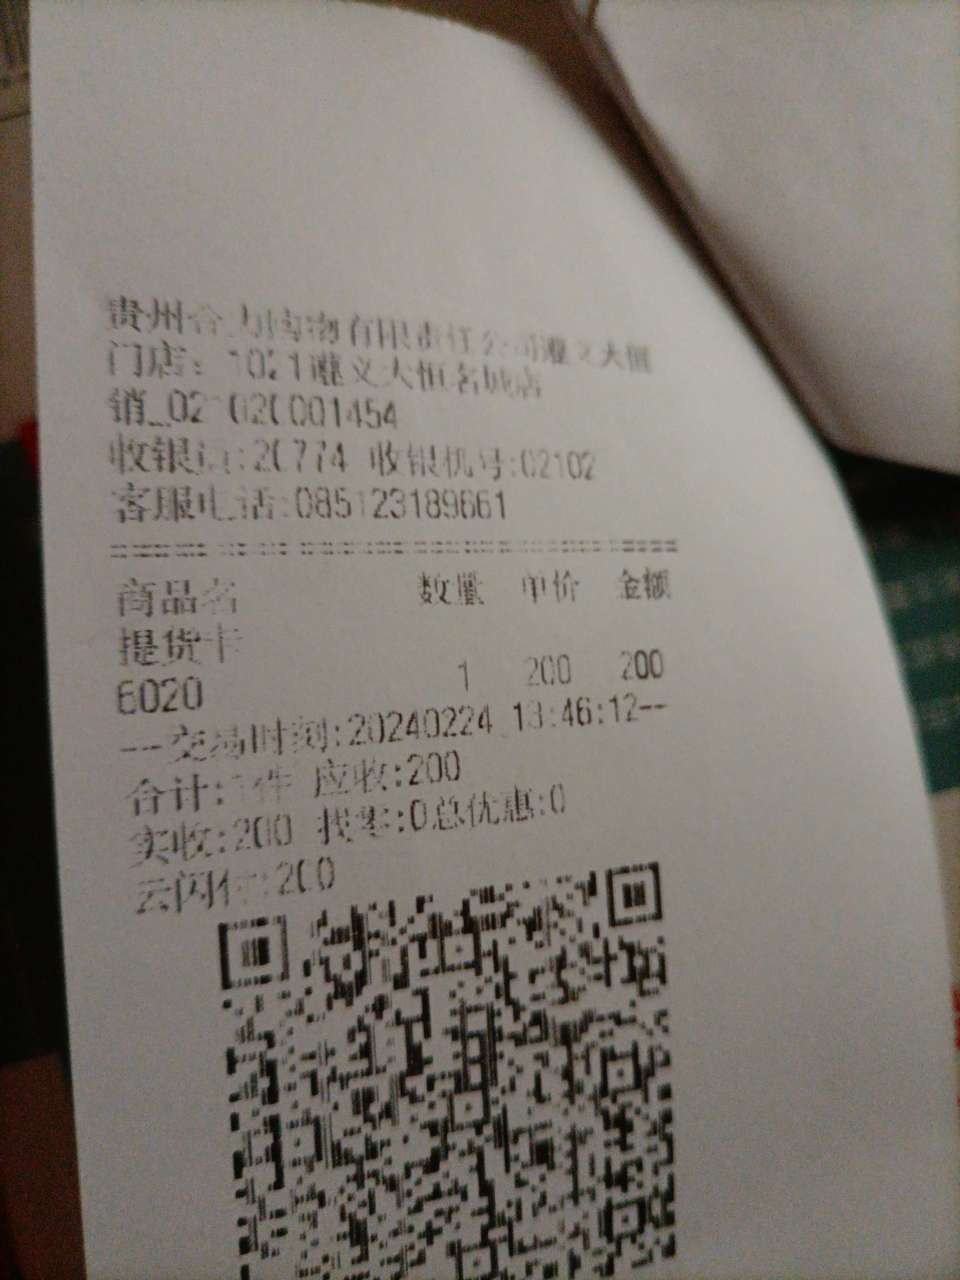 贵州合力购物有限责任公司遵义大恒
门店: 1021遵义大恒名城店
销_021020001454
收银员:20774 收银机号:02102
客服电话:085123189661
商品名 数量 单价 金额
提货卡
6020 1 200 200
---交易时刻:20240224 18:46:12--
合计:1件 应收:200
实收:200 找零:0总优惠:0
云闪付:200